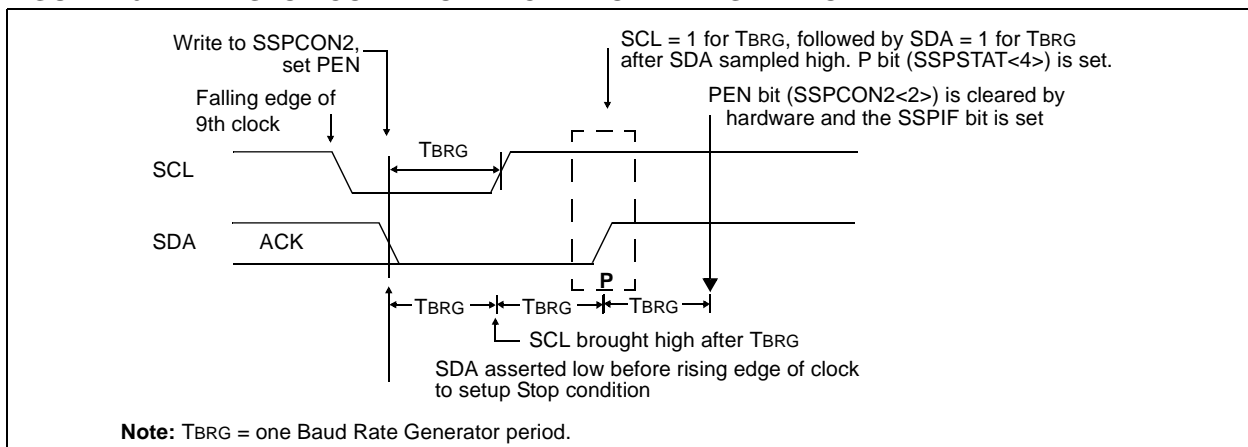 Write to SSPCON2,
set PEN
SCL = 1 for TBRG, followed by SDA = 1 for TBRG
after SDA sampled high. P bit (SSPSTAT<4>) is set.
Falling edge of
9th clock
PEN bit (SSPCON2<2>) is cleared by
hardware and the SSPIF bit is set
TBRG
SCL
SDA
ACK
P
TBRG
TBRG
TBRG
SCL brought high after TBRG
SDA asserted low before rising edge of clock
to setup Stop condition
Note: TBRG = one Baud Rate Generator period.